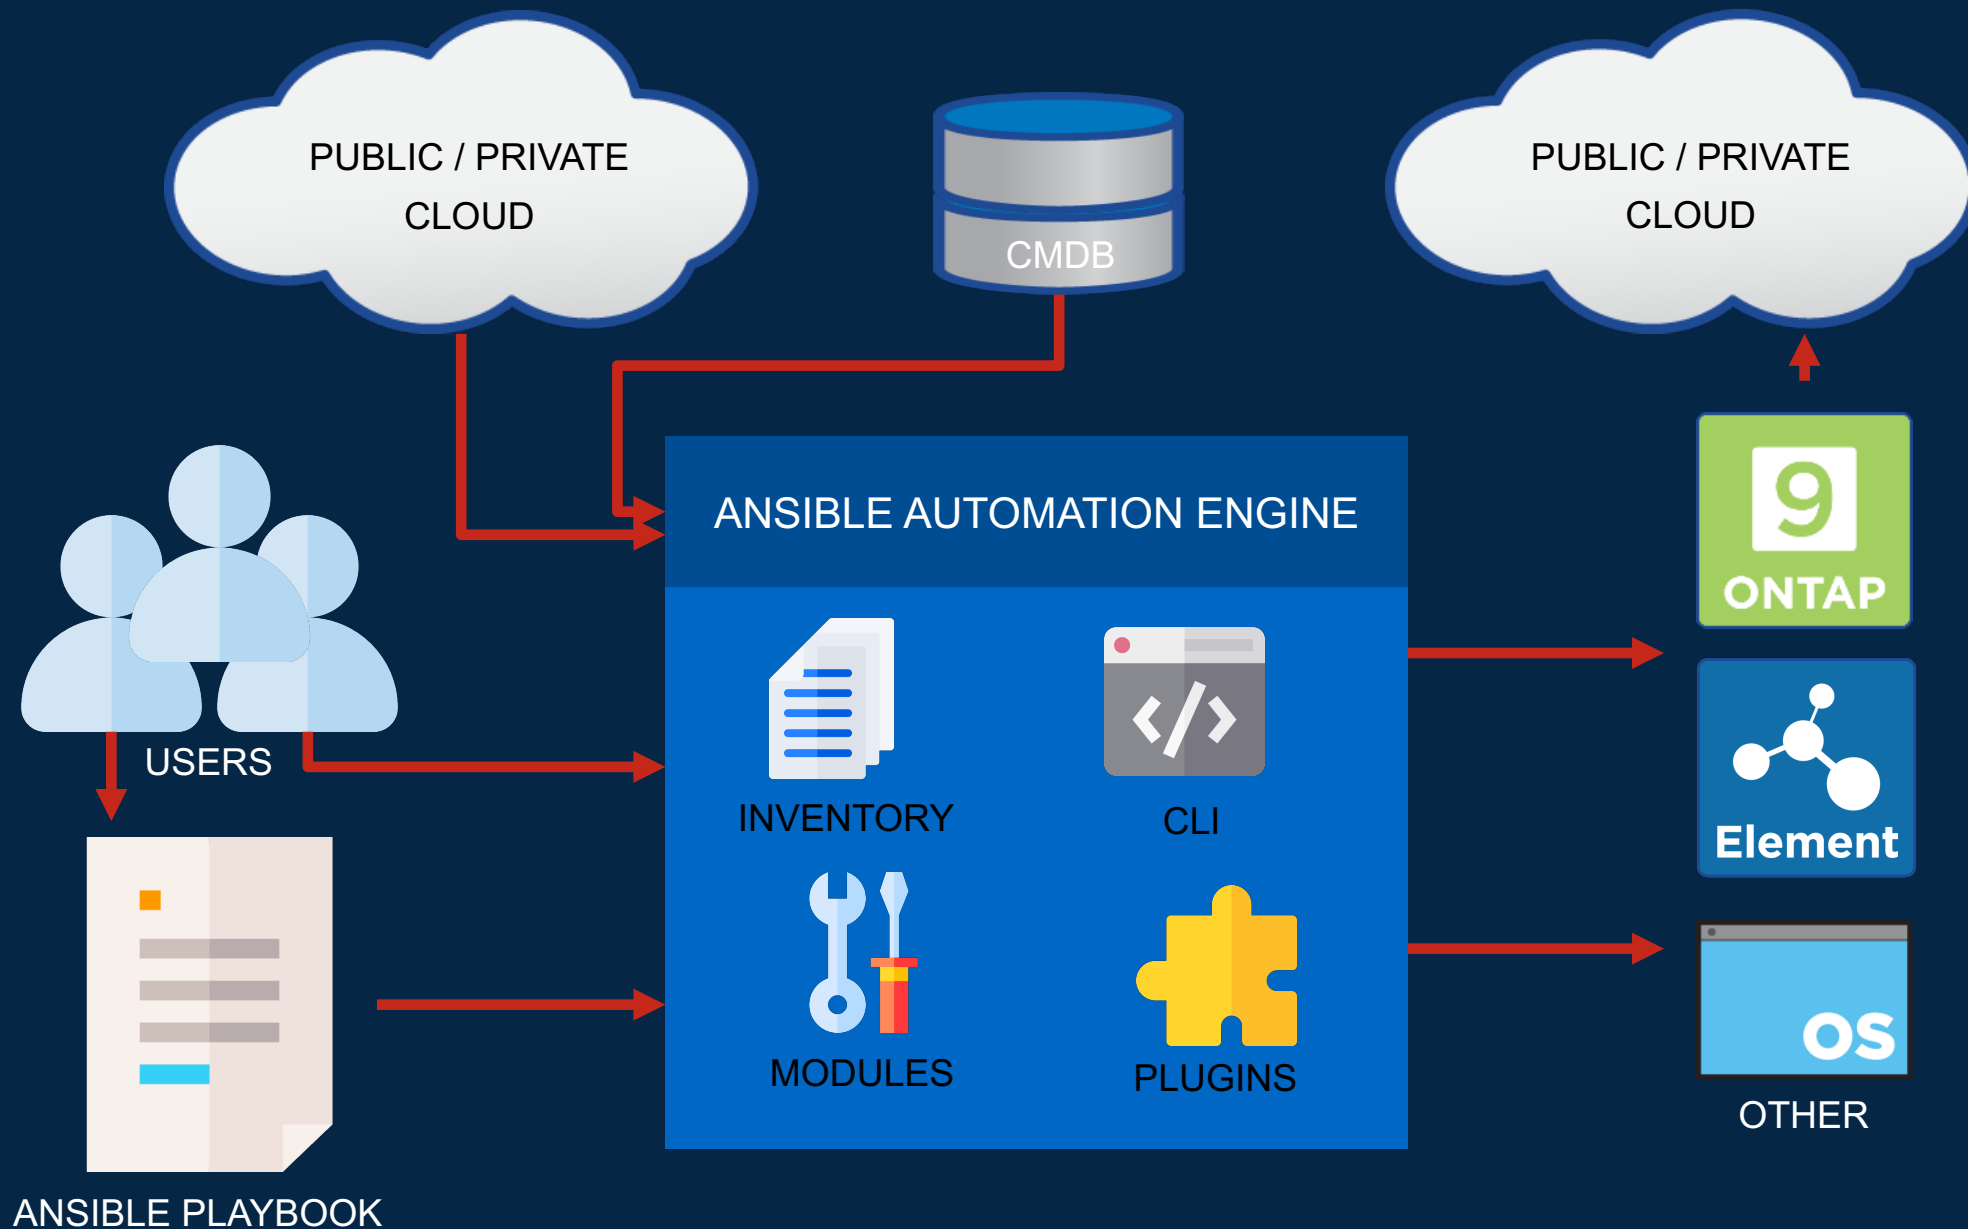 PUBLIC / PRIVATE
CLOUD
CMDB
PUBLIC / PRIVATE
CLOUD
ANSIBLE AUTOMATION ENGINE
9
ONTAP
USERS
INVENTORY
</>
CLI
Element
MODULES
PLUGINS
OS
OTHER
ANSIBLE PLAYBOOK